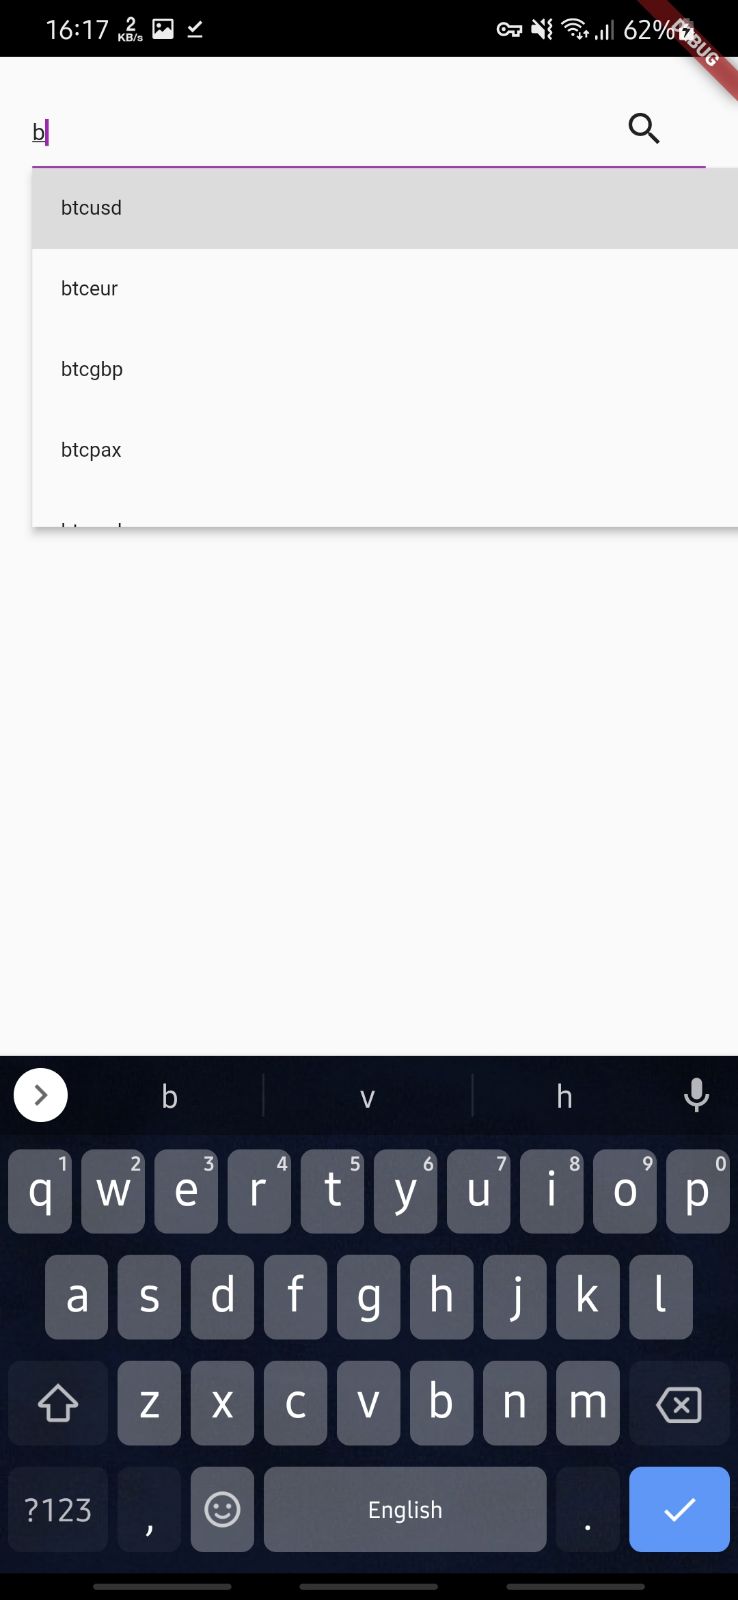 16:17 2 KB/s 62%
DEBUG
b
btcusd
btceur
btcgbp
btcpax
b v h
q 1 w 2 e 3 r 4 t 5 y 6 u 7 i 8 o 9 p 0
a s d f g h j k l
z x c v b n m
?123 , English .